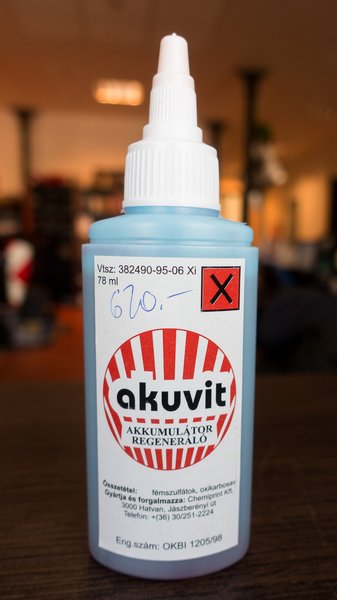 Vtsz: 382490-95-06 Xi
78 ml
620.-
X
akuvit
AKKUMULÁTOR
REGENERÁLÓ
Összetétel: fémszulfátok, oxikarbosav
Gyártja és forgalmazza: Chemiprint Kft.
3000 Hatvan, Jászberényi út
Telefon: +(36) 30/251-2224
Eng.szám: OKBI 1205/98